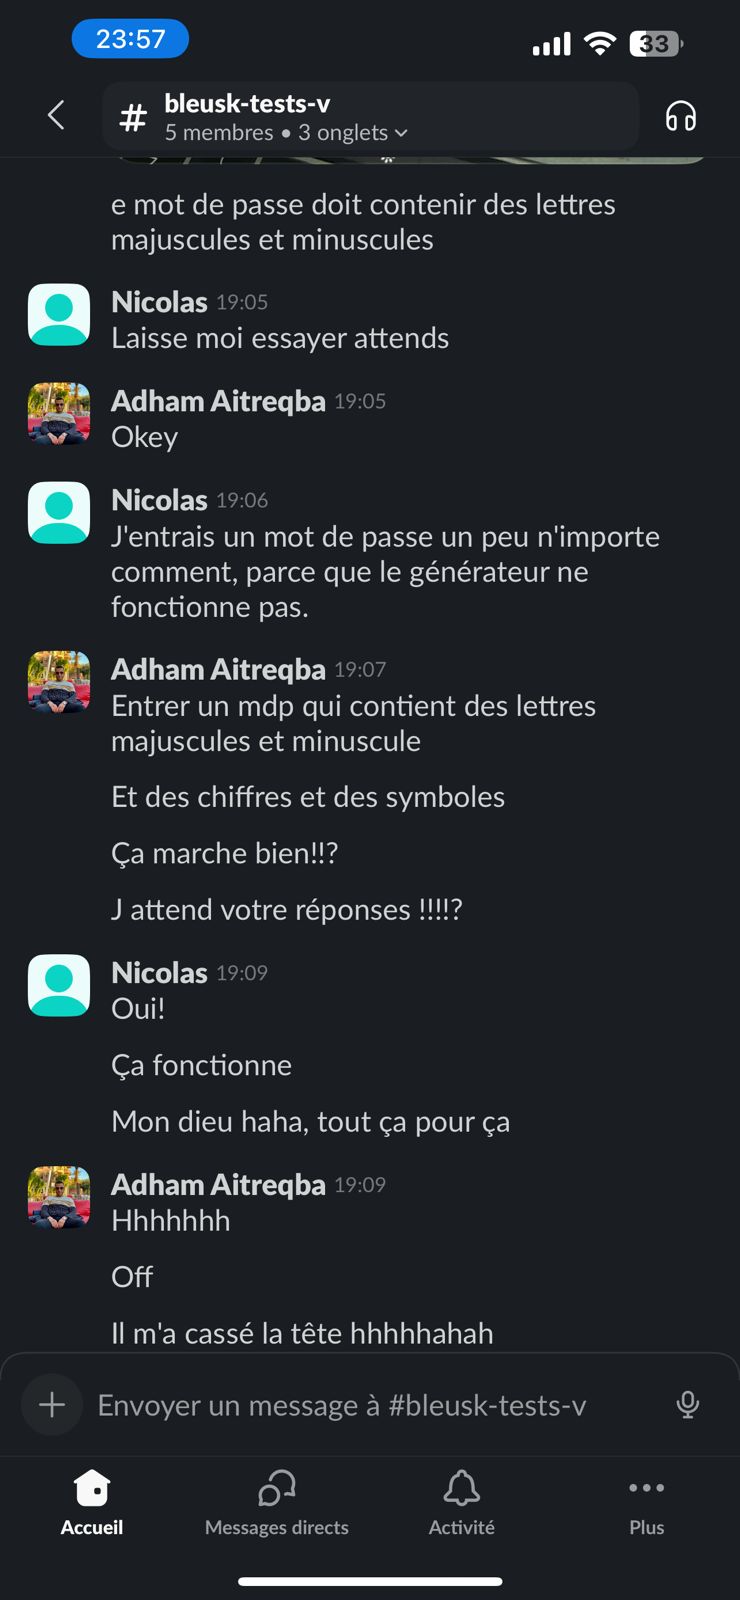 23:57
33
# bleusk-tests-v
5 membres • 3 onglets
e mot de passe doit contenir des lettres
majuscules et minuscules
Nicolas 19:05
Laisse moi essayer attends
Adham Aitreqba 19:05
Okey
Nicolas 19:06
J'entrais un mot de passe un peu n'importe
comment, parce que le générateur ne
fonctionne pas.
Adham Aitreqba 19:07
Entrer un mdp qui contient des lettres
majuscules et minuscule
Et des chiffres et des symboles
Ça marche bien!!?
J attend votre réponses !!!!?
Nicolas 19:09
Oui!
Ça fonctionne
Mon dieu haha, tout ça pour ça
Adham Aitreqba 19:09
Hhhhhhh
Off
Il m'a cassé la tête hhhhhahah
Envoyer un message à #bleusk-tests-v
Accueil
Messages directs
Activité
Plus